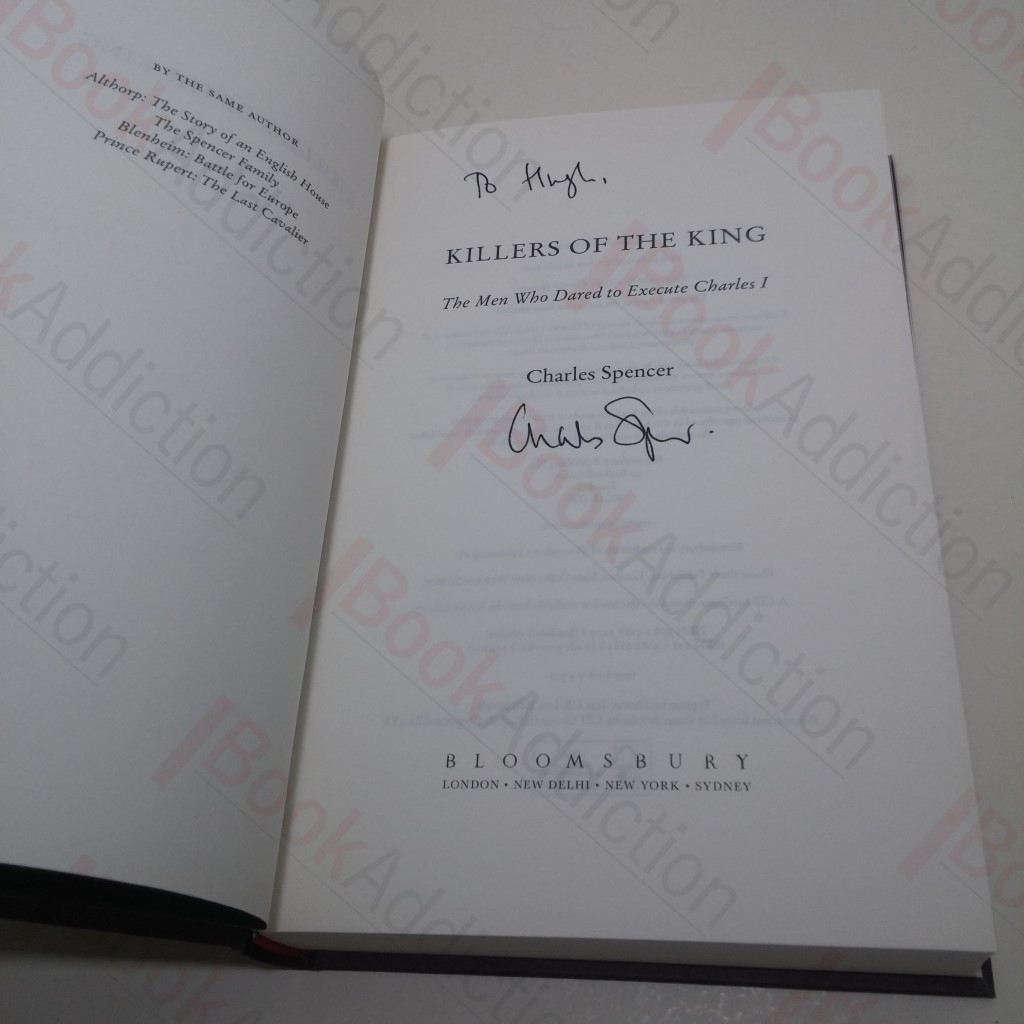 BY THE SAME AUTHOR
Althorp: The Story of an English House
The Spencer Family
Blenheim: Battle for Europe
Prince Rupert: The Last Cavalier
To Hugh,
KILLERS OF THE KING
The Men Who Dared to Execute Charles I
Charles Spencer
Charles Spencer.
BLOOMSBURY
LONDON • NEW DELHI • NEW YORK • SYDNEY
BookAddiction